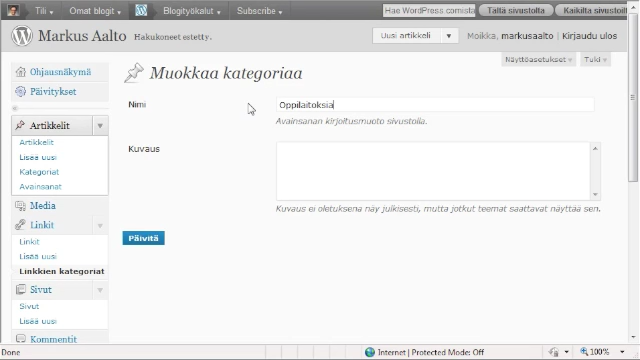 Tili Omat blogit Blogityökalut Subscribe Hae WordPress.comista Tältä sivustolta Kaikilta sivustoilt
Markus Aalto Hakukoneet estetty. Uusi artikkeli Moikka, markusaalto | Kirjaudu ulos
Näyttöasetukset Tuki
Ohjausnäkymä
Päivitykset
Artikkelit
Artikkelit
Lisää uusi
Kategoriat
Avainsanat
Media
Linkit
Linkit
Lisää uusi
Linkkien kategoriat
Sivut
Sivut
Lisää uusi
Kommentit
Muokkaa kategoriaa
Nimi Oppilaitoksia
Avainsanan kirjoitusmuoto sivustolla.
Kuvaus
Kuvaus ei oletuksena näy julkisesti, mutta jotkut teemat saattavat näyttää sen.
Päivitä
Done Internet | Protected Mode: Off 100%